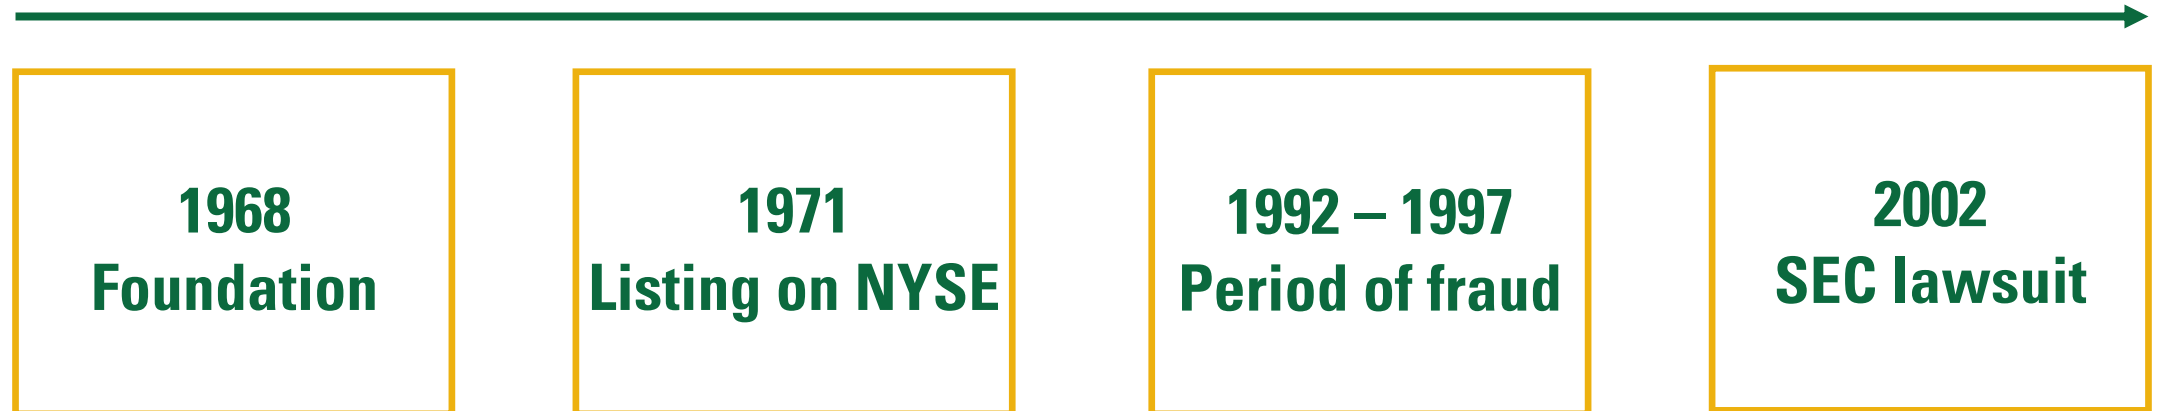 1968
Foundation
1971
Listing on NYSE
1992 – 1997
Period of fraud
2002
SEC lawsuit